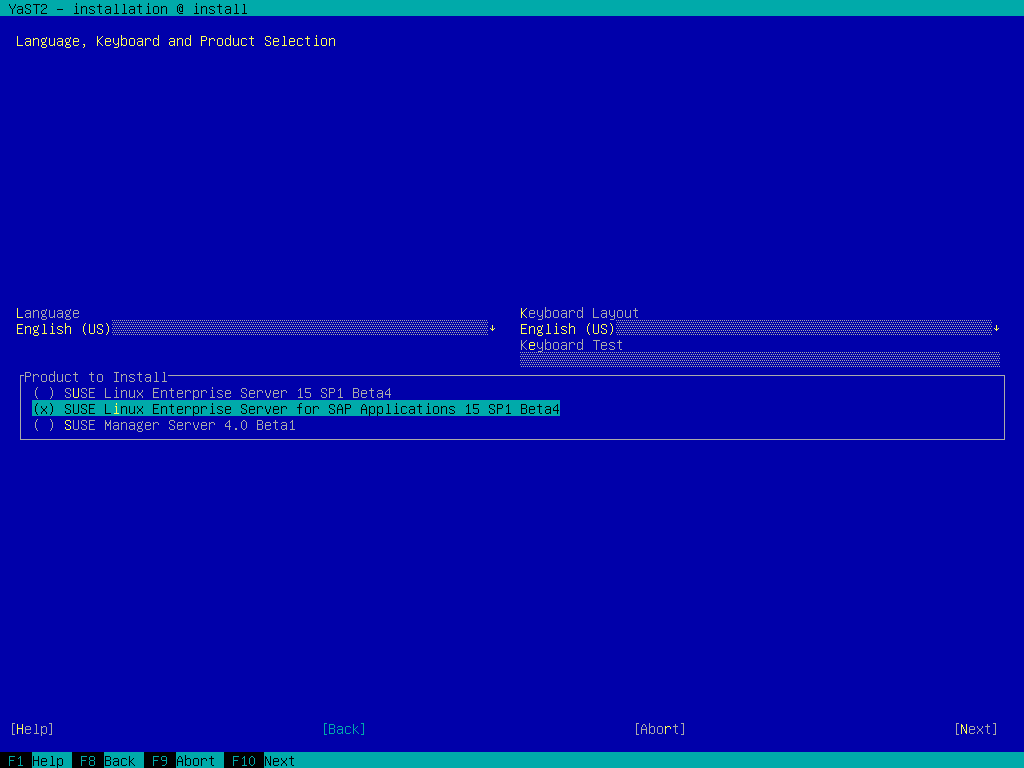 YaST2 - installation @ install
Language, Keyboard and Product Selection
Language
English (US)
Keyboard Layout
English (US)
Keyboard Test
Product to Install
( ) SUSE Linux Enterprise Server 15 SP1 Beta4
(x) SUSE Linux Enterprise Server for SAP Applications 15 SP1 Beta4
( ) SUSE Manager Server 4.0 Beta1
[Help] [Back] [Abort] [Next]
F1 Help F8 Back F9 Abort F10 Next